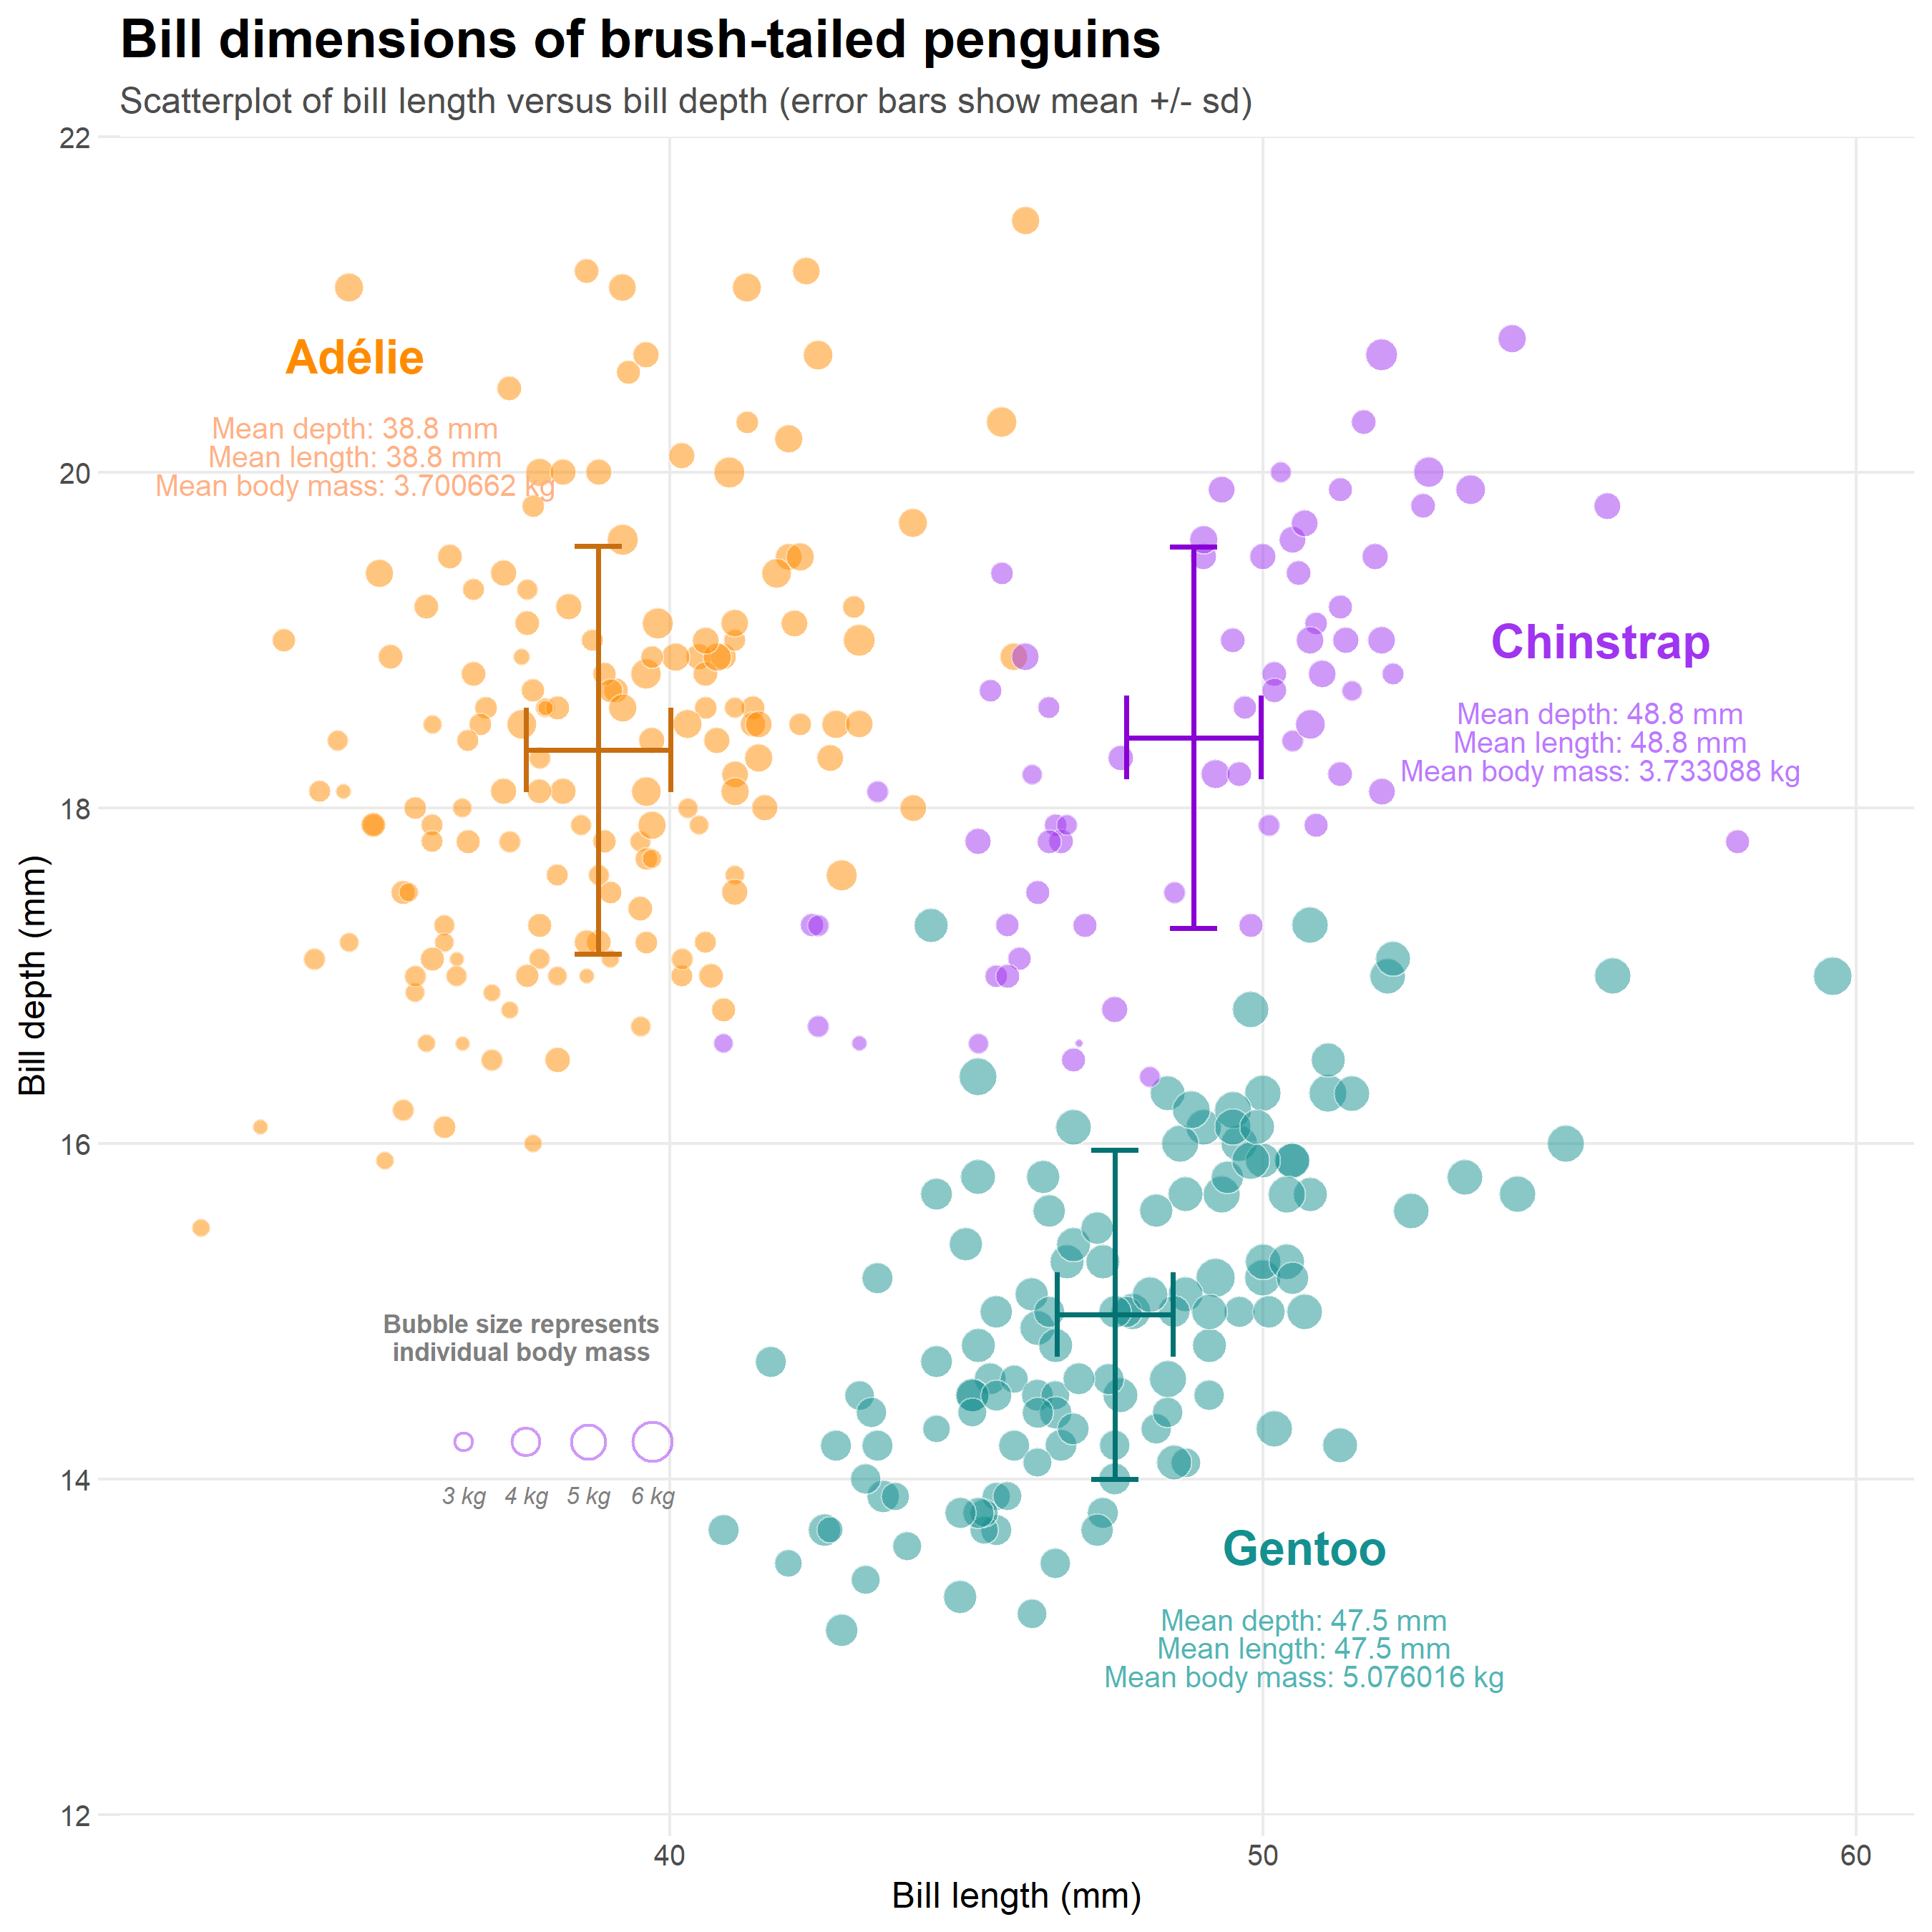 Bill dimensions of brush-tailed penguins
Scatterplot of bill length versus bill depth (error bars show mean +/- sd)
22
20
18
16
14
12
Bill depth (mm)
Adélie
Mean depth: 38.8 mm
Mean length: 38.8 mm
Mean body mass: 3.700662 kg
Chinstrap
Mean depth: 48.8 mm
Mean length: 48.8 mm
Mean body mass: 3.733088 kg
Bubble size represents
individual body mass
3 kg 4 kg 5 kg 6 kg
Gentoo
Mean depth: 47.5 mm
Mean length: 47.5 mm
Mean body mass: 5.076016 kg
40 50 60
Bill length (mm)